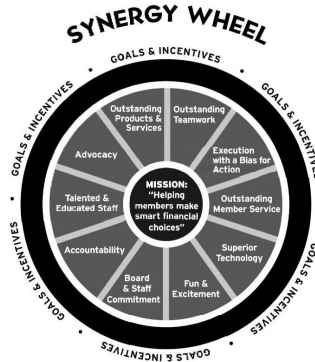 SYNERGY WHEEL
GOALS & INCENTIVES
GOALS & INCENTIVES
GOALS & INCENTIVES
GOALS & INCENTIVES
GOALS & INCENTIVES
GOALS & INCENTIVES
Outstanding
Teamwork
Execution
with a Bias for
Action
Outstanding
Member Service
Superior
Technology
Fun &
Excitement
Board
& Staff
Commitment
Accountability
Talented &
Educated Staff
Advocacy
Outstanding
Products &
Services
MISSION:
"Helping
members make
smart financial
choices"